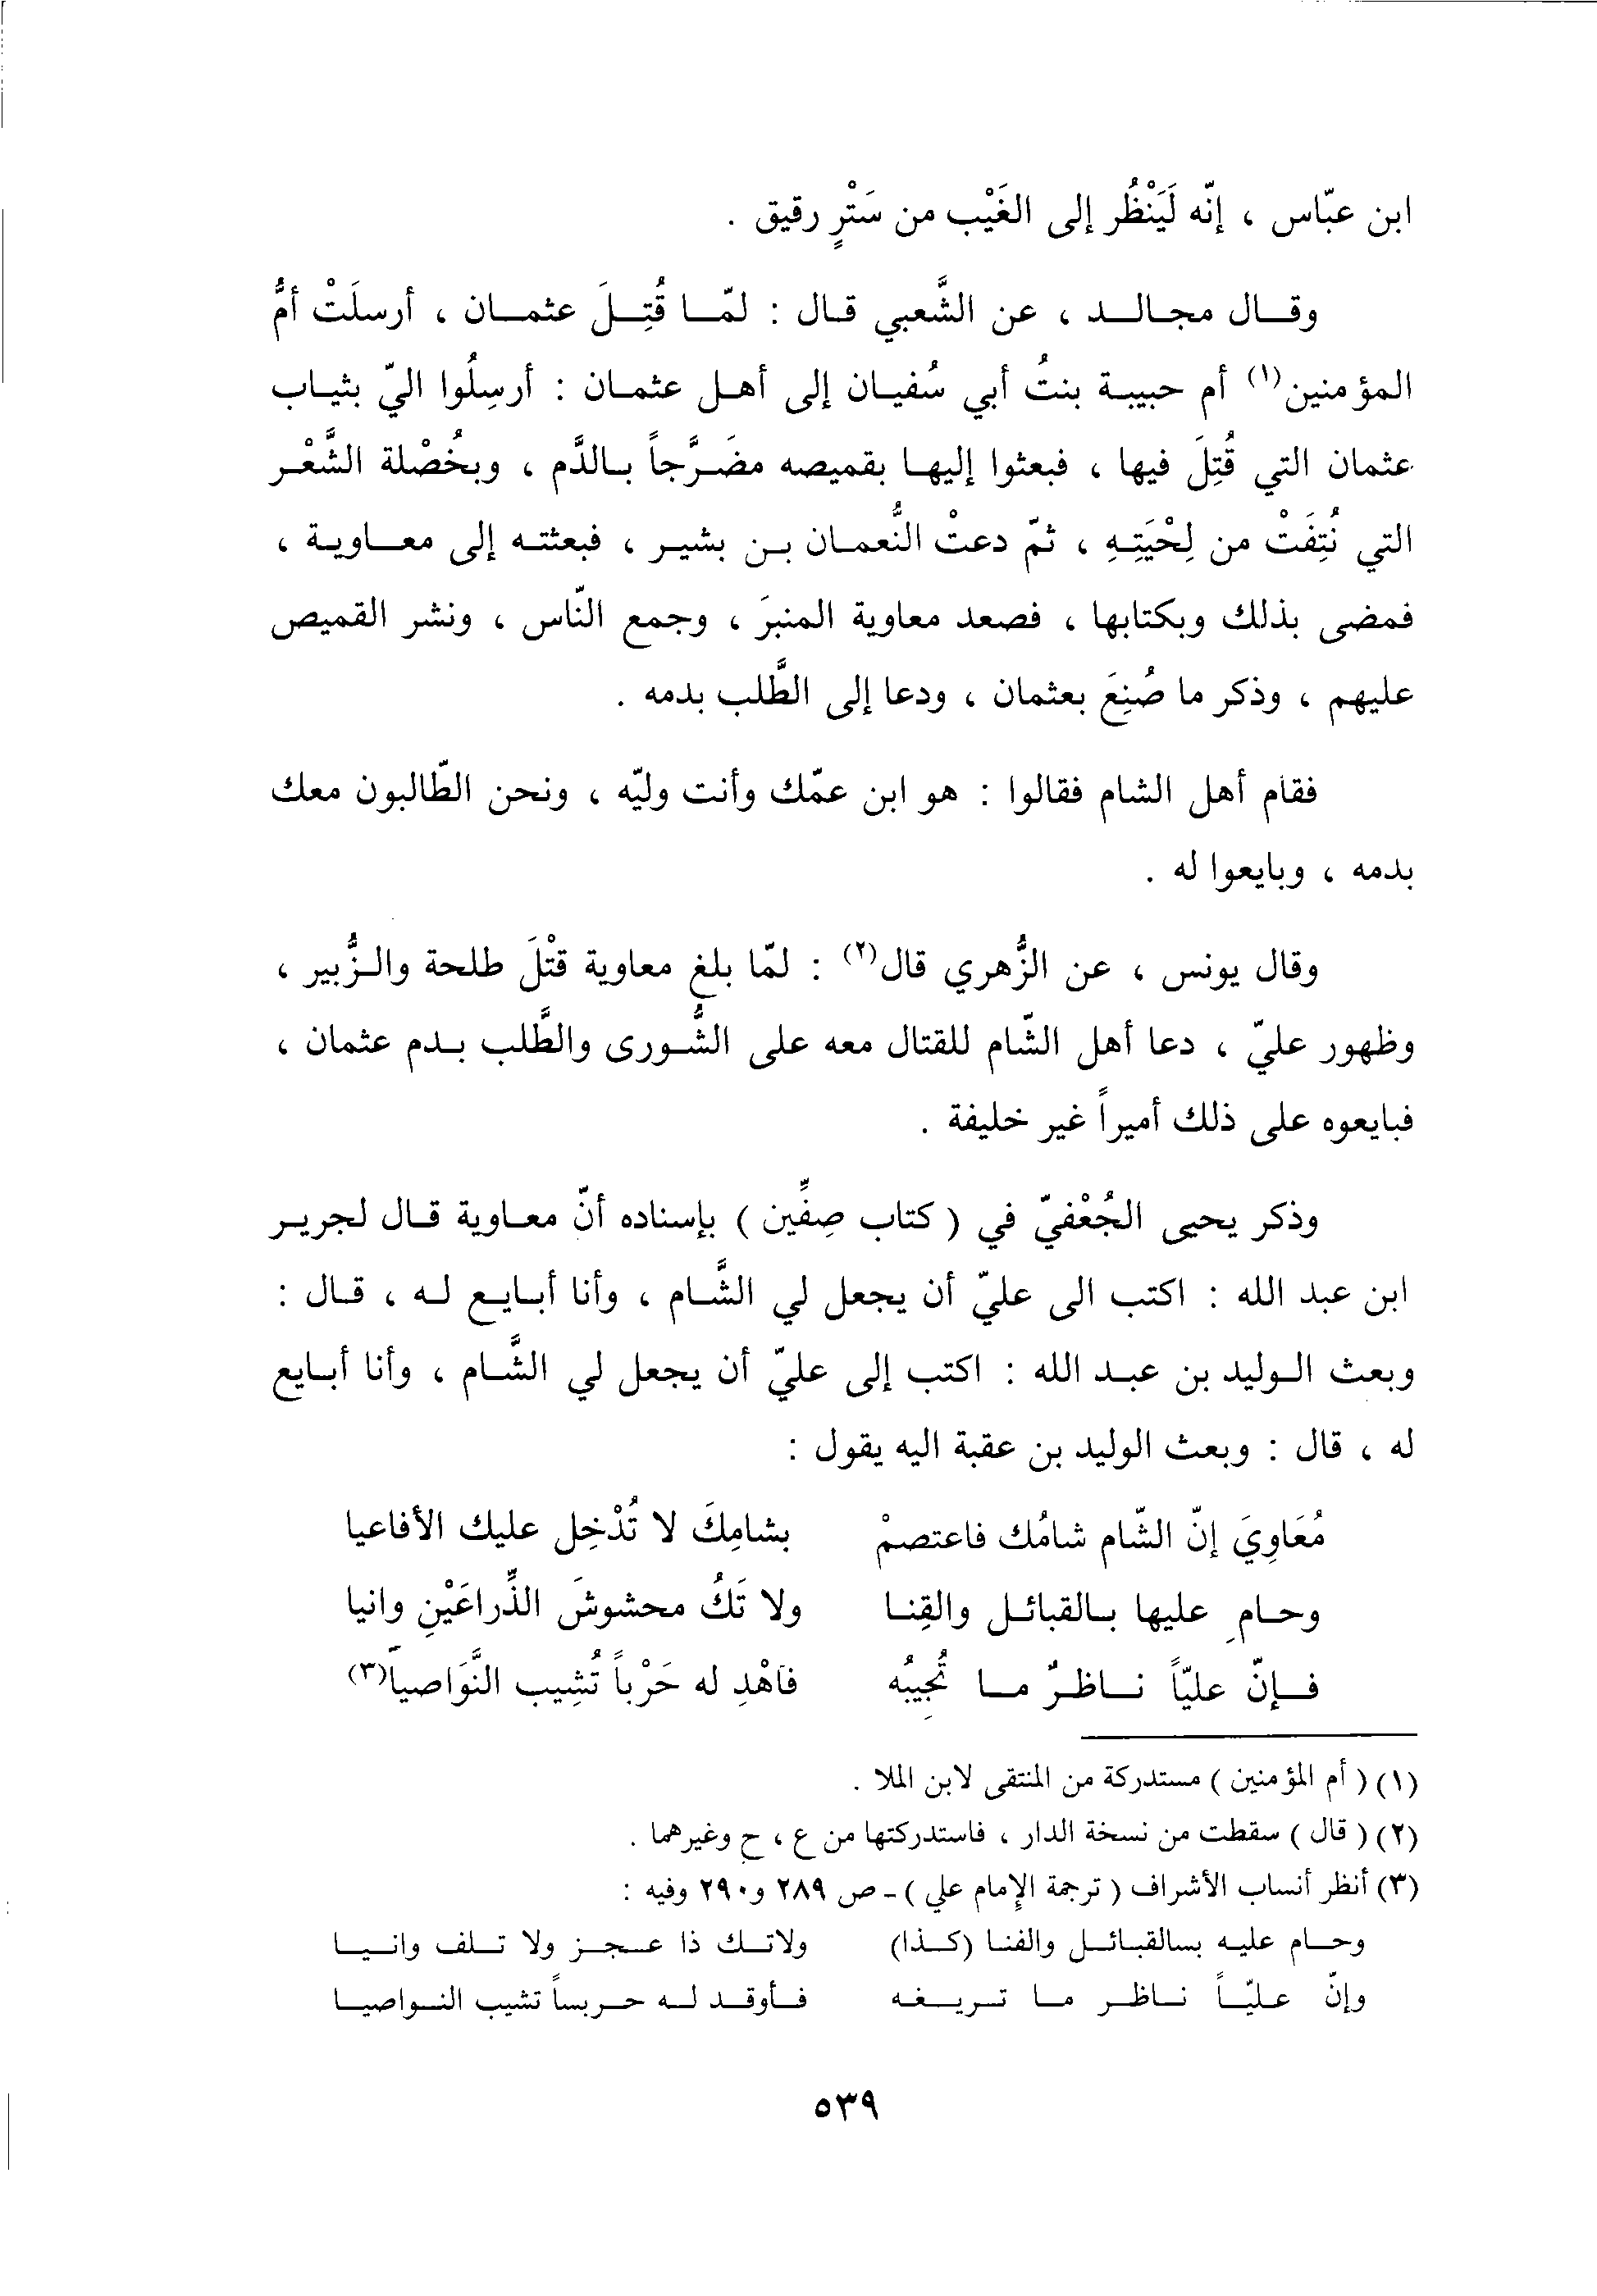 ابن عبّاس ، إنّه لَيَنْظُر إلى الغَيْب من سَتْرٍ رقيق .
وقال مجالد ، عن الشَّعبي قال : لمّا قُتِلَ عثمان ، أرسلَتْ أمُّ
المؤمنين(١) أم حبيبة بنتُ أبي سُفيان إلى أهل عثمان : أرسِلُوا اليّ بثياب
عثمان التي قُتِلَ فيها ، فبعثوا إليها بقميصه مضَرَّجاً بالدَّم ، وبخُصْلة الشَّعْر
التي نُتِفَتْ من لِحْيَتِهِ ، ثمّ دعتْ النُّعمان بن بشير ، فبعثته إلى معاوية ،
فمضى بذلك وبكتابها ، فصعد معاوية المنبرَ ، وجمع النّاس ، ونشر القميص
عليهم ، وذكر ما صُنِعَ بعثمان ، ودعا إلى الطَّلب بدمه .
فقام أهل الشام فقالوا : هو ابن عمّك وأنت وليّه ، ونحن الطّالبون معك
بدمه ، وبايعوا له .
وقال يونس ، عن الزُّهري قال(٢) : لمّا بلغ معاوية قتْلَ طلحة والزُّبير ،
وظهور عليّ ، دعا أهل الشّام للقتال معه على الشُّورى والطَّلب بدم عثمان ،
فبايعوه على ذلك أميراً غير خليفة .
وذكر يحيى الجُعْفيّ في ( كتاب صِفِّين ) بإسناده أنّ معاوية قال لجرير
ابن عبد الله : اكتب الى عليّ أن يجعل لي الشَّام ، وأنا أبايع له ، قال :
وبعث الوليد بن عبد الله : اكتب إلى عليّ أن يجعل لي الشَّام ، وأنا أبايع
له ، قال : وبعث الوليد بن عقبة اليه يقول :
مُعَاوِيَ إنّ الشّام شامُك فاعتصمْ بشامِكَ لا تُدْخِل عليك الأفاعيا
وحامِ عليها بالقبائل والقِنا ولا تَكُ محشوشَ الذِّراعَيْنِ وانيا
فإنّ عليّاً ناظرٌ ما تُجِيبُه فآهْدِ له حَرْباً تُشِيب النَّوَاصياَ(٣)
(١) ( أم المؤمنين ) مستدركة من المنتقى لابن الملا .
(٢) ( قال ) سقطت من نسخة الدار ، فاستدركتها من ع ، ح وغيرهما .
(٣) أنظر أنساب الأشراف ( ترجمة الإمام علي ) - ص ٢٨٩ و٢٩٠ وفيه :
وحام عليه بسالقبائل والفنا (كذا) ولاتك ذا عجز ولا تلف وانيا
وإنّ عليّاً ناظر ما تريغه فأوقد له حربساً تشيب النواصيا
٥٣٩